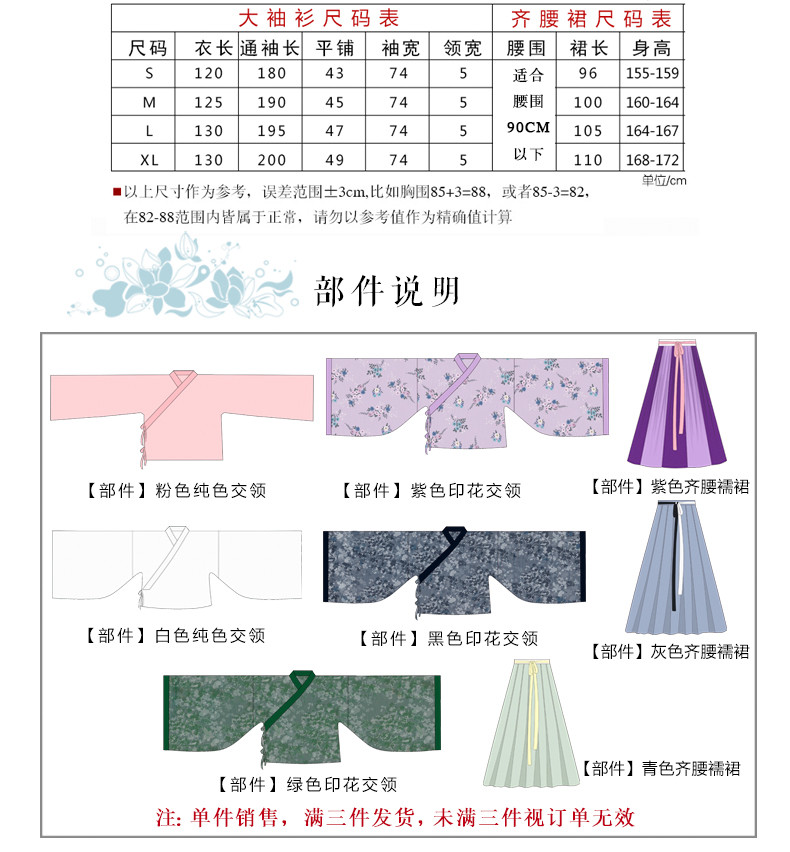 大袖衫尺码表 齐腰裙尺码表
尺码 衣长 通袖长 平铺 袖宽 领宽 腰围 裙长 身高
S 120 180 43 74 5 适合 96 155-159
M 125 190 45 74 5 腰围 100 160-164
L 130 195 47 74 5 90CM 105 164-167
XL 130 200 49 74 5 以下 110 168-172
单位/cm
■以上尺寸作为参考，误差范围±3cm,比如胸围85+3=88，或者85-3=82，
在82-88范围内皆属于正常，请勿以参考值作为精确值计算
部件说明
【部件】粉色纯色交领
【部件】紫色印花交领
【部件】紫色齐腰襦裙
【部件】白色纯色交领
【部件】黑色印花交领
【部件】灰色齐腰襦裙
【部件】绿色印花交领
【部件】青色齐腰襦裙
注: 单件销售，满三件发货, 未满三件视订单无效